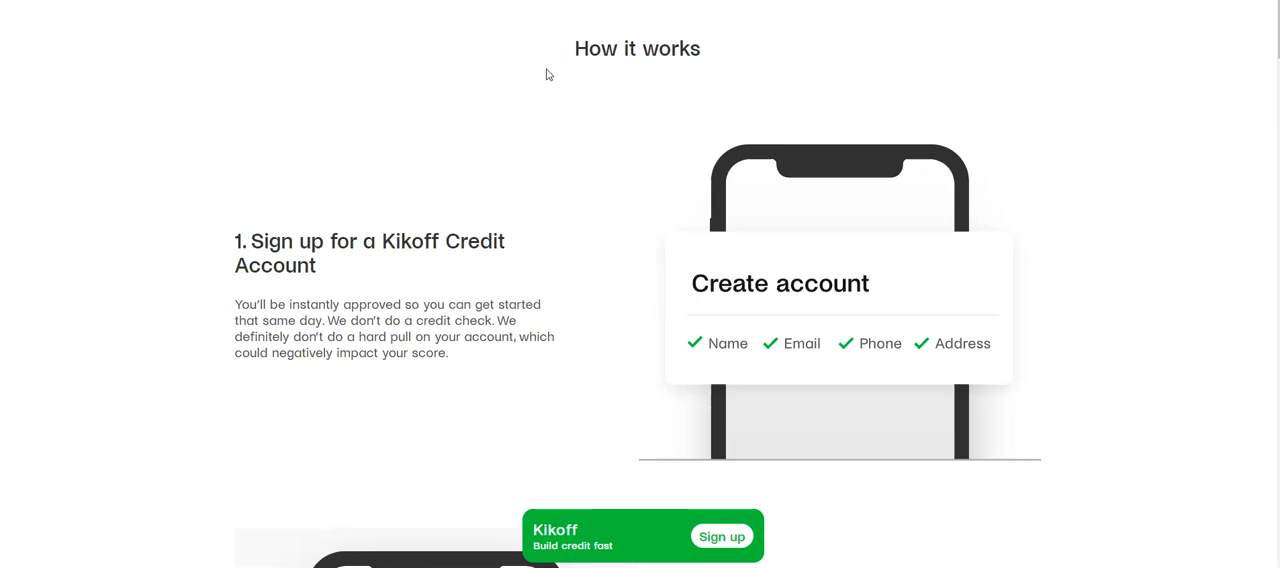 How it works
1. Sign up for a Kikoff Credit
Account
You'll be instantly approved so you can get started
that same day. We don't do a credit check. We
definitely don't do a hard pull on your account, which
could negatively impact your score.
Create account
Name Email Phone Address
Kikoff
Build credit fast
Sign up